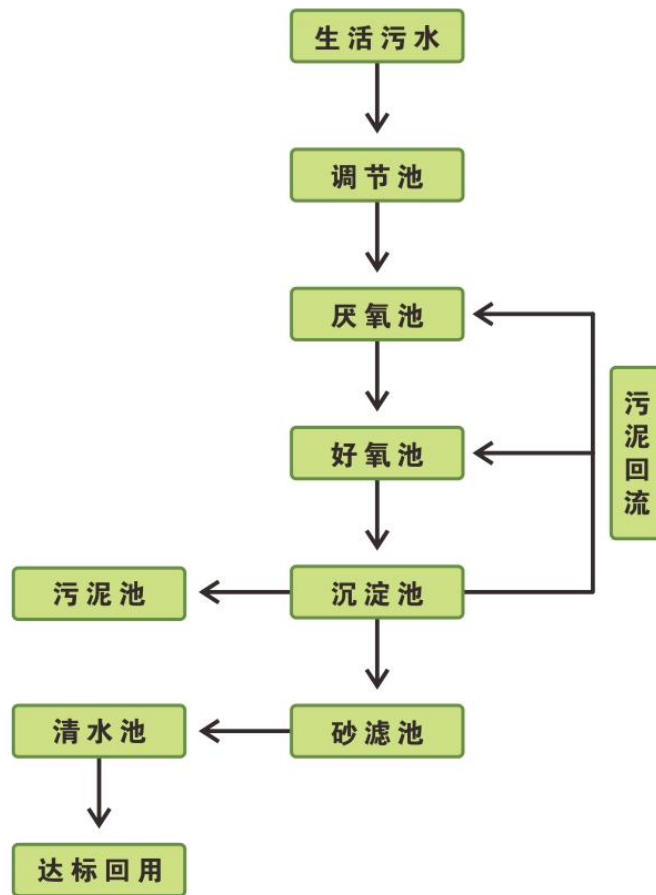 生活污水
调节池
厌氧池
好氧池
污泥回流
污泥池
沉淀池
清水池
砂滤池
达标回用